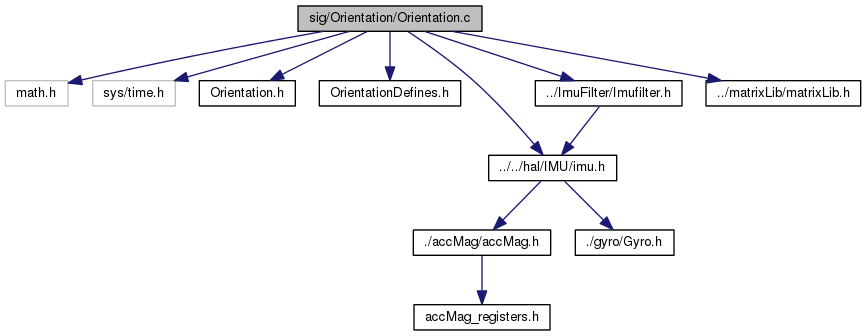 sig/Orientation/Orientation.c
math.h
sys/time.h
Orientation.h
OrientationDefines.h
../ImuFilter/Imufilter.h
../matrixLib/matrixLib.h
../../hal/IMU/imu.h
./accMag/accMag.h
./gyro/Gyro.h
accMag_registers.h